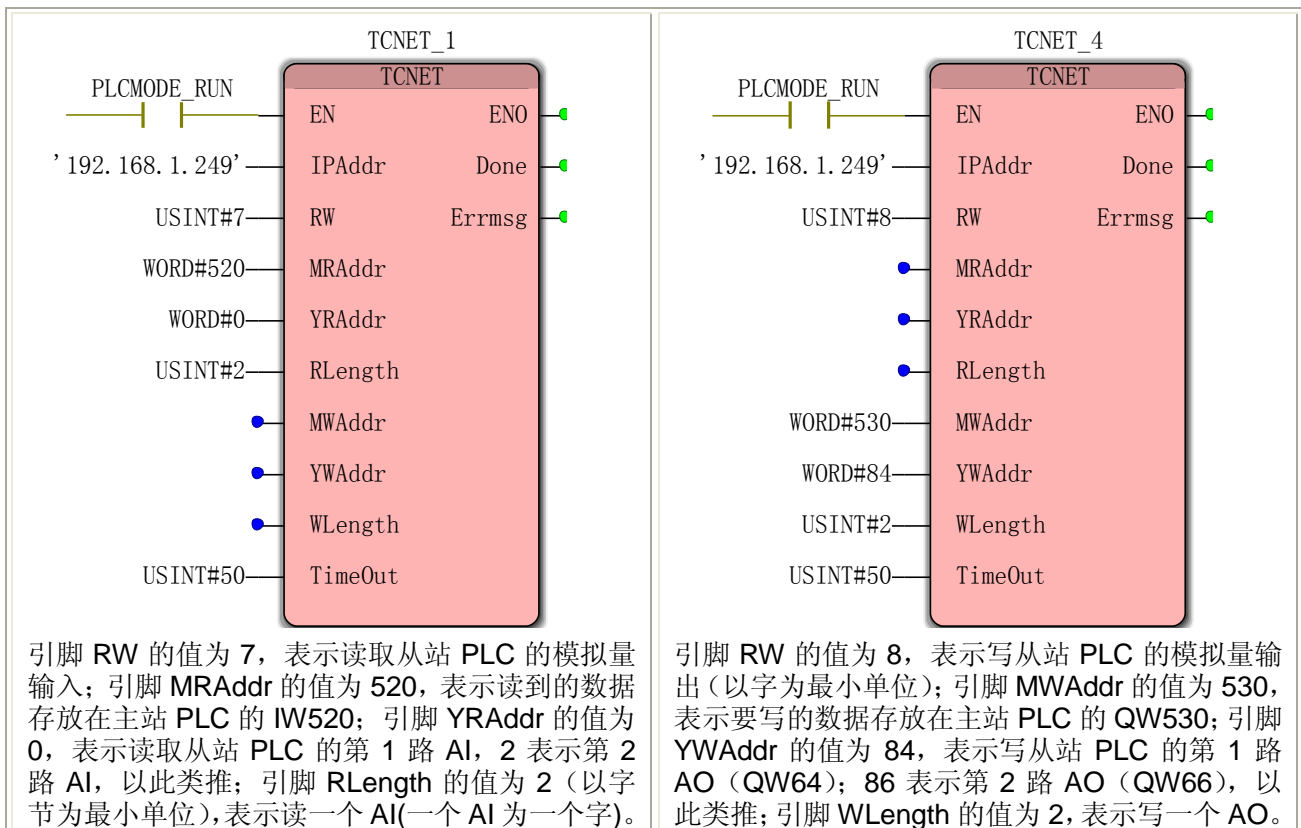 TCNET_1
TCNET
PLCMODE_RUN
EN ENO
'192.168.1.249' IPAddr Done
USINT#7 RW Errmsg
WORD#520 MRAddr
WORD#0 YRAddr
USINT#2 RLength
MWAddr
YWAddr
WLength
USINT#50 TimeOut
引脚 RW 的值为 7，表示读取从站 PLC 的模拟量
输入；引脚 MRAddr 的值为 520，表示读到的数据
存放在主站 PLC 的 IW520；引脚 YRAddr 的值为
0，表示读取从站 PLC 的第 1 路 AI，2 表示第 2
路 AI，以此类推；引脚 RLength 的值为 2（以字
节为最小单位），表示读一个 AI(一个 AI 为一个字)。
TCNET_4
TCNET
PLCMODE_RUN
EN ENO
'192.168.1.249' IPAddr Done
USINT#8 RW Errmsg
MRAddr
YRAddr
RLength
WORD#530 MWAddr
WORD#84 YWAddr
USINT#2 WLength
USINT#50 TimeOut
引脚 RW 的值为 8，表示写从站 PLC 的模拟量输
出（以字为最小单位）；引脚 MWAddr 的值为 530，
表示要写的数据存放在主站 PLC 的 QW530；引脚
YWAddr 的值为 84，表示写从站 PLC 的第 1 路
AO（QW64）；86 表示第 2 路 AO（QW66），以
此类推；引脚 WLength 的值为 2，表示写一个 AO。